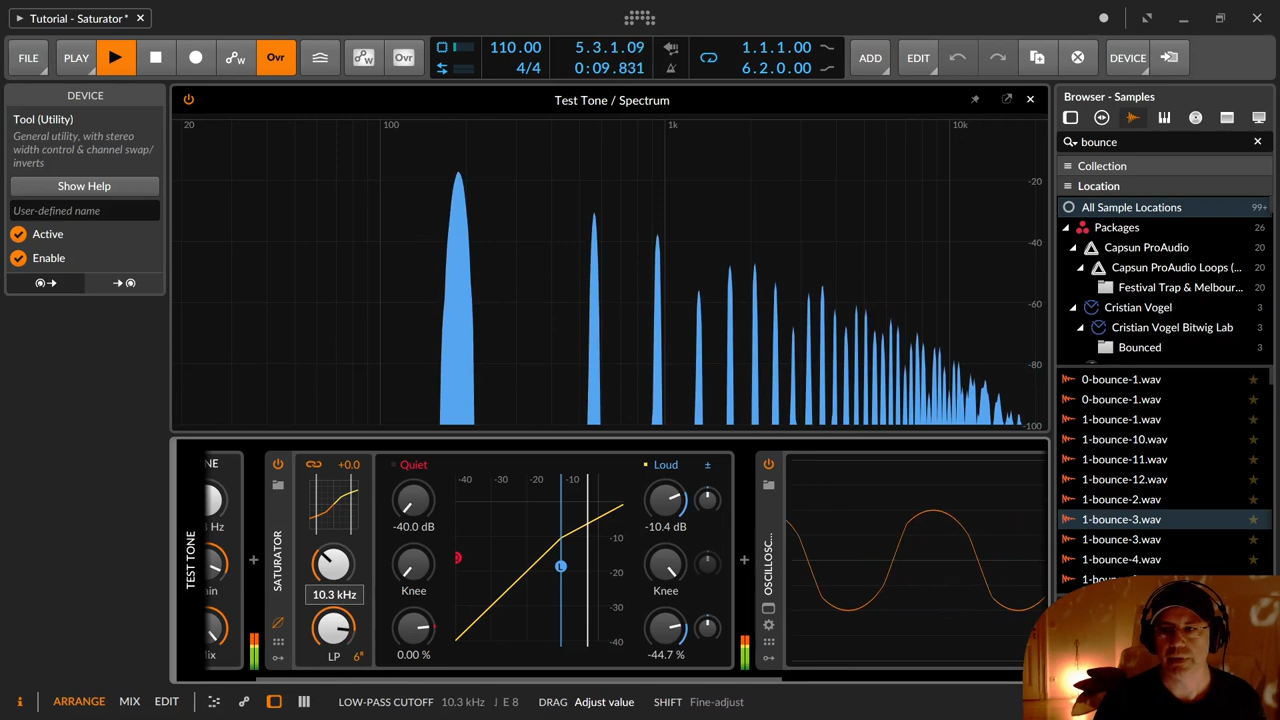 Tutorial - Saturator*
FILE
PLAY
Ovr
Ovr
110.00
4/4
5.3.1.09
0:09.831
1.1.1.00
6.2.0.00
ADD
EDIT
DEVICE
DEVICE
Tool (Utility)
General utility, with stereo
width control & channel swap/
inverts
Show Help
User-defined name
Active
Enable
Test Tone / Spectrum
20
100
1k
10k
-20
-40
-60
-80
-100
Browser - Samples
bounce
Collection
Location
All Sample Locations 99+
Packages 26
Capsun ProAudio 20
Capsun ProAudio Loops (... 20
Festival Trap & Melbour... 20
Cristian Vogel 3
Cristian Vogel Bitwig Lab 3
Bounced 3
0-bounce-1.wav
0-bounce-1.wav
1-bounce-1.wav
1-bounce-10.wav
1-bounce-11.wav
1-bounce-12.wav
1-bounce-2.wav
1-bounce-3.wav
1-bounce-3.wav
1-bounce-4.wav
1-bounce-5.wav
TEST TONE
SATURATOR
+0.0
10.3 kHz
LP 6"
Quiet
-40.0 dB
Knee
0.00 %
-40 -30 -20 -10
-10
-20
-30
-40
L
Loud ±
-10.4 dB
Knee
-44.7 %
OSCILLOSC...
ARRANGE
MIX
EDIT
LOW-PASS CUTOFF 10.3 kHz J E 8 DRAG Adjust value SHIFT Fine-adjust